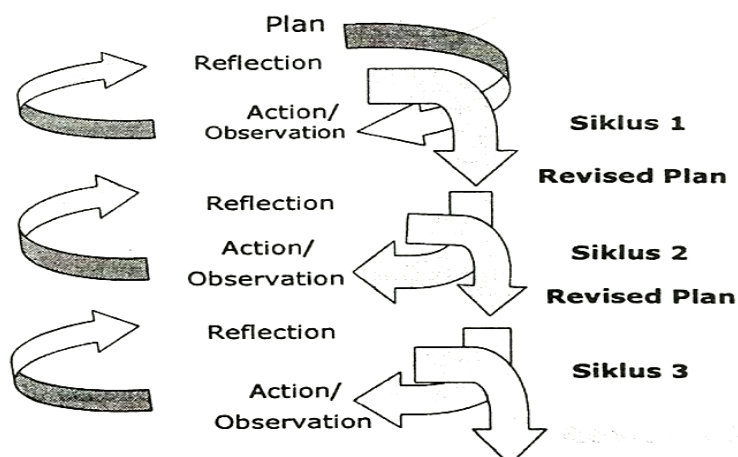 Plan
Reflection
Action/
Observation
Siklus 1
Revised Plan
Reflection
Action/
Observation
Siklus 2
Revised Plan
Reflection
Action/
Observation
Siklus 3